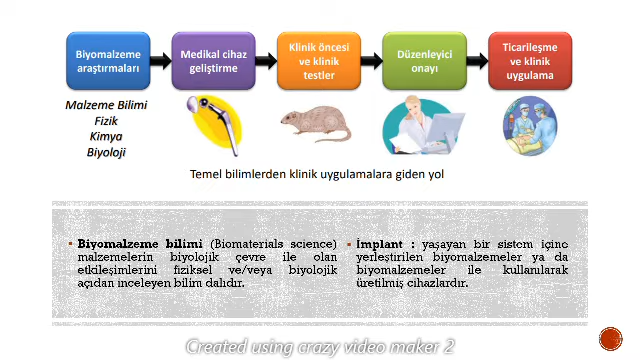 Biyomalzeme
araştırmaları
Medikal cihaz
geliştirme
Klinik öncesi
ve klinik
testler
Düzenleyici
onayı
Ticarileşme
ve klinik
uygulama
Malzeme Bilimi
Fizik
Kimya
Biyoloji
Temel bilimlerden klinik uygulamalara giden yol
▪ Biyomalzeme bilimi (Biomaterials science)
malzemelerin biyolojik çevre ile olan
etkileşimlerini fiziksel ve/veya biyolojik
açıdan inceleyen bilim dalıdır.
▪ İmplant : yaşayan bir sistem içine
yerleştirilen biyomalzemeler ya da
biyomalzemeler ile kullanılarak
üretilmiş cihazlardır.
Created using crazy video maker 2